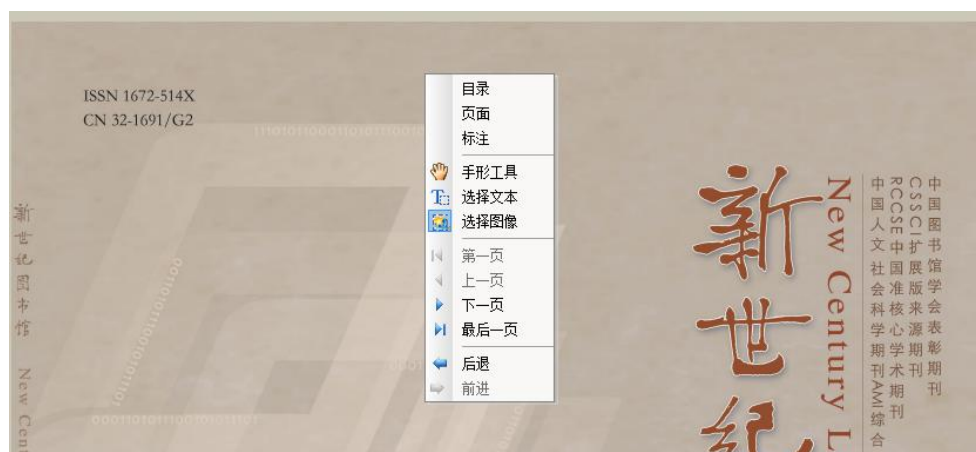 ISSN 1672-514X
CN 32-1691/G2
目录
页面
标注
手形工具
选择文本
选择图像
第一页
上一页
下一页
最后一页
后退
前进
新世纪
New Century L
中国图书馆学会表彰期刊
CSSCI扩展版来源期刊
RCCSE中国准核心学术期刊
中国人文社会科学期刊AMI综合
新世纪图书馆 New Cent